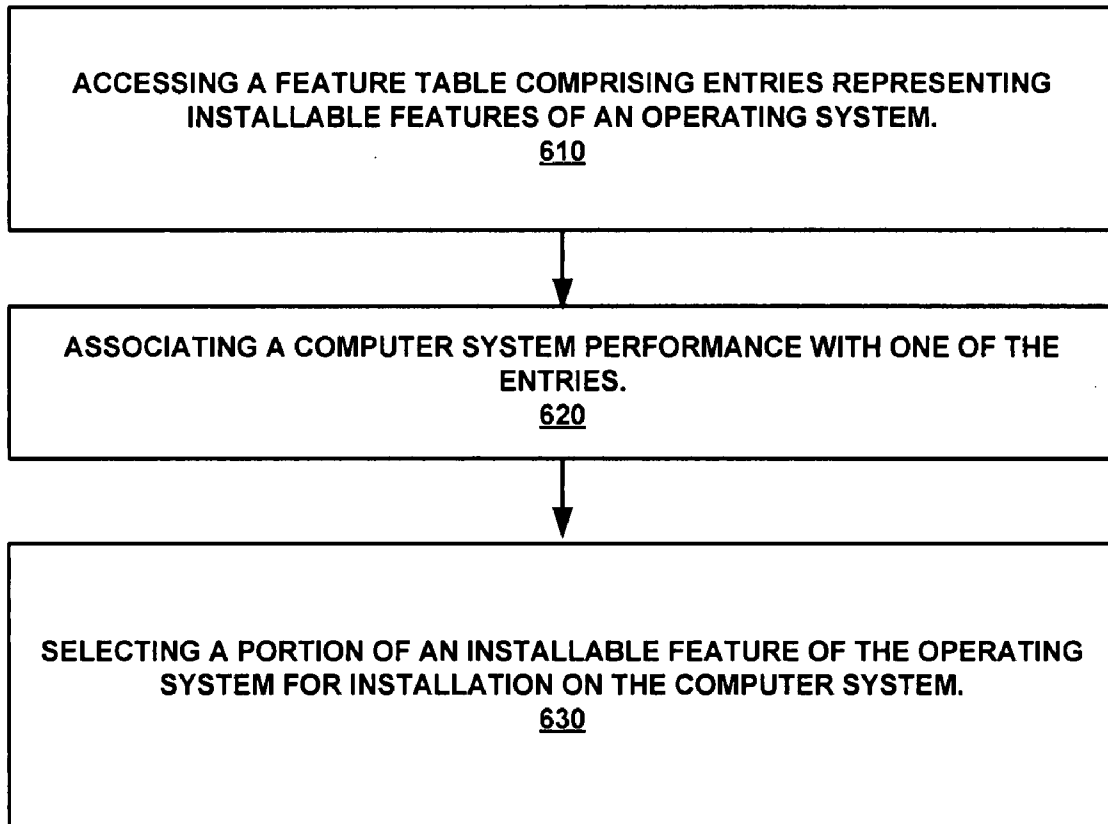 ACCESSING A FEATURE TABLE COMPRISING ENTRIES REPRESENTING
INSTALLABLE FEATURES OF AN OPERATING SYSTEM.
610
ASSOCIATING A COMPUTER SYSTEM PERFORMANCE WITH ONE OF THE
ENTRIES.
620
SELECTING A PORTION OF AN INSTALLABLE FEATURE OF THE OPERATING
SYSTEM FOR INSTALLATION ON THE COMPUTER SYSTEM.
630